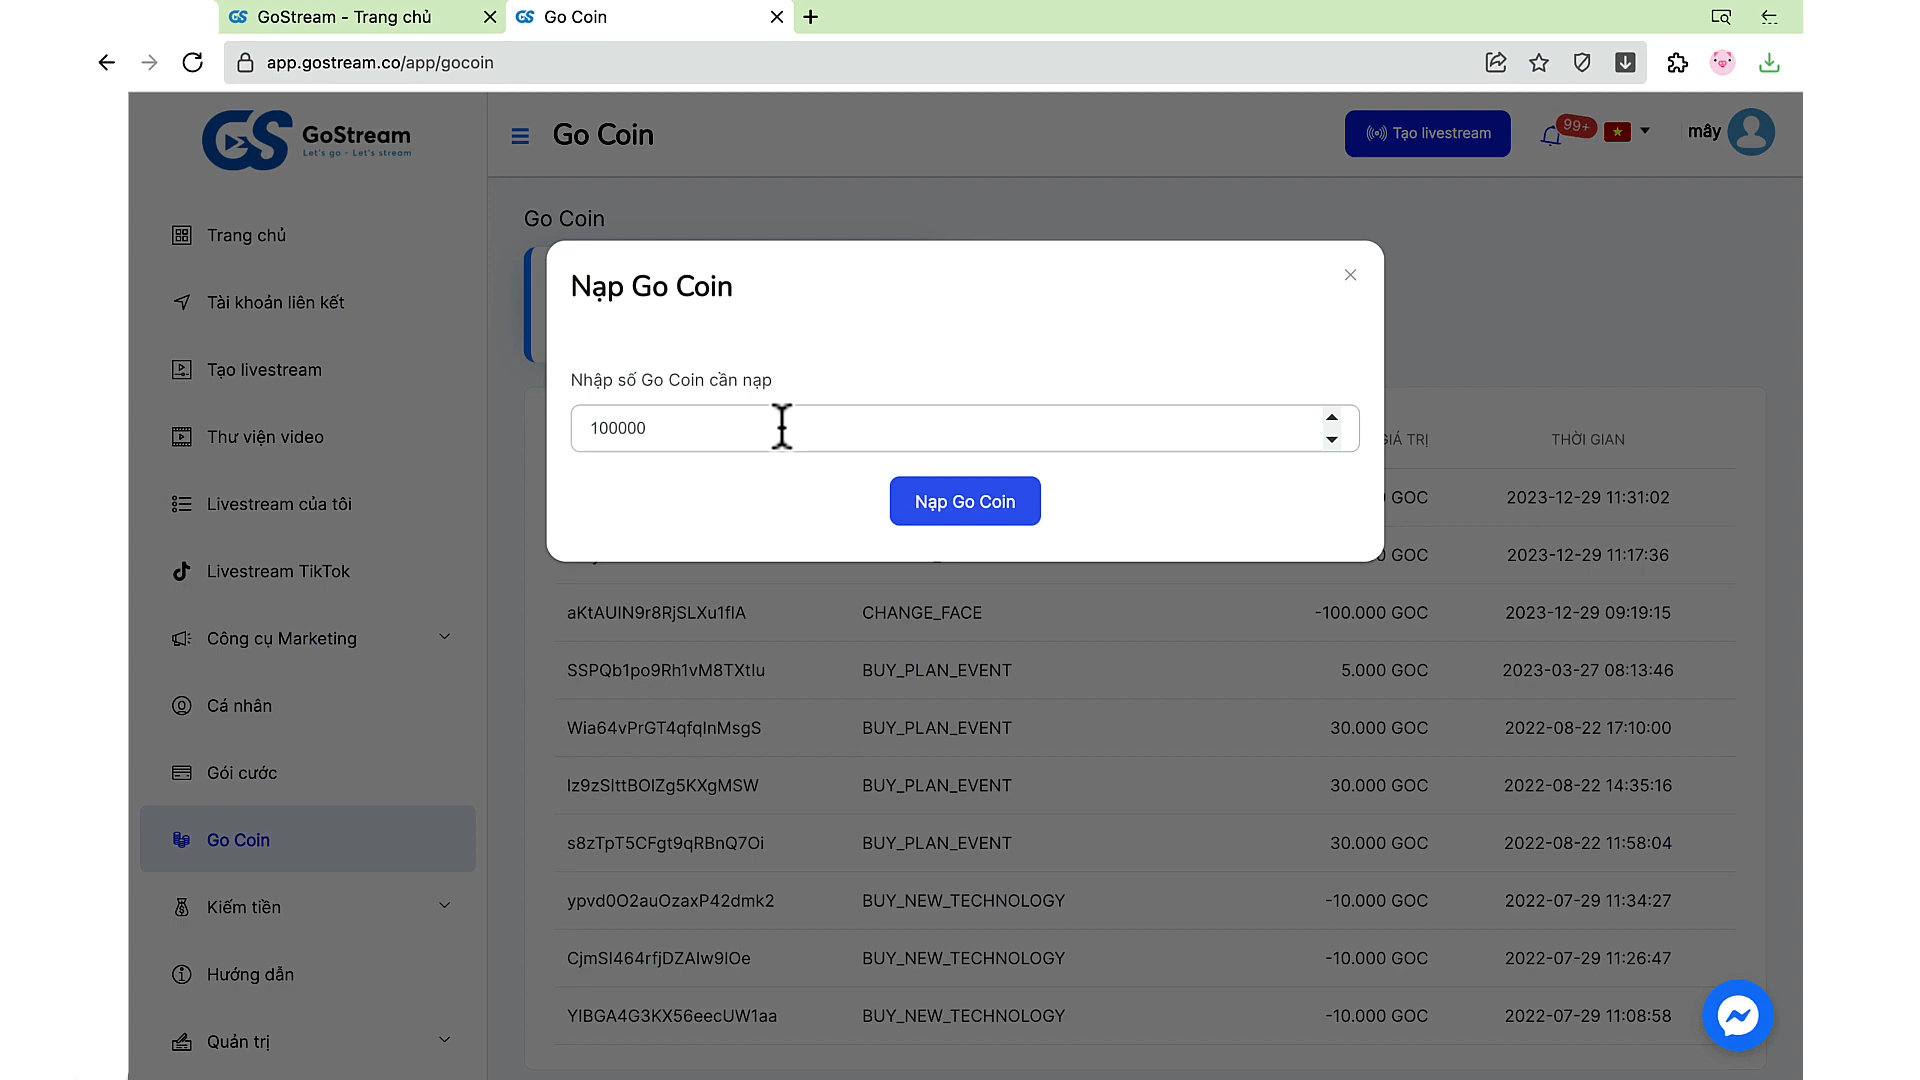 GoStream - Trang chủ
Go Coin
app.gostream.co/app/gocoin
GoStream
Let's go - Let's stream
Go Coin
Tạo livestream
99+
mây
Trang chủ
Tài khoản liên kết
Tạo livestream
Thư viện video
Livestream của tôi
Livestream TikTok
Công cụ Marketing
Cá nhân
Gói cước
Go Coin
Kiếm tiền
Hướng dẫn
Quản trị
Go Coin
Nạp Go Coin
Nhập số Go Coin cần nạp
100000
Nạp Go Coin
GIÁ TRỊ THỜI GIAN
GOC 2023-12-29 11:31:02
GOC 2023-12-29 11:17:36
aKtAUIN9r8RjSLXu1fIA CHANGE_FACE -100.000 GOC 2023-12-29 09:19:15
SSPQb1po9Rh1vM8TXtIu BUY_PLAN_EVENT 5.000 GOC 2023-03-27 08:13:46
Wia64vPrGT4qfqInMsgS BUY_PLAN_EVENT 30.000 GOC 2022-08-22 17:10:00
Iz9zSIttBOIZg5KXgMSW BUY_PLAN_EVENT 30.000 GOC 2022-08-22 14:35:16
s8zTpT5CFgt9qRBnQ7Oi BUY_PLAN_EVENT 30.000 GOC 2022-08-22 11:58:04
ypvd0O2auOzaxP42dmk2 BUY_NEW_TECHNOLOGY -10.000 GOC 2022-07-29 11:34:27
CjmSI464rfjDZAIw9IOe BUY_NEW_TECHNOLOGY -10.000 GOC 2022-07-29 11:26:47
YIBGA4G3KX56eecUW1aa BUY_NEW_TECHNOLOGY -10.000 GOC 2022-07-29 11:08:58